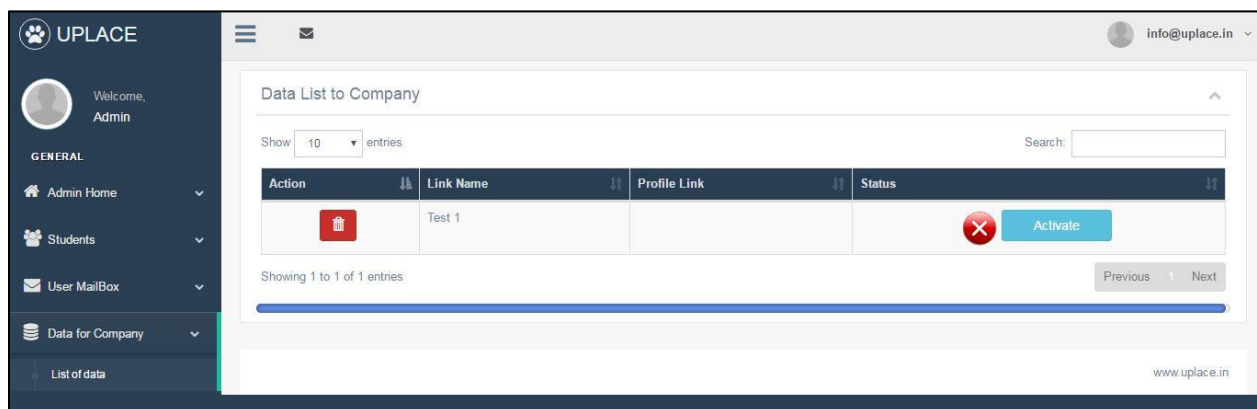 UPLACE
info@uplace.in
Welcome,
Admin
GENERAL
Admin Home
Students
User MailBox
Data for Company
List of data
Data List to Company
Show 10 entries
Search:
Action Link Name Profile Link Status
Test 1 Activate
Showing 1 to 1 of 1 entries
Previous 1 Next
www.uplace.in